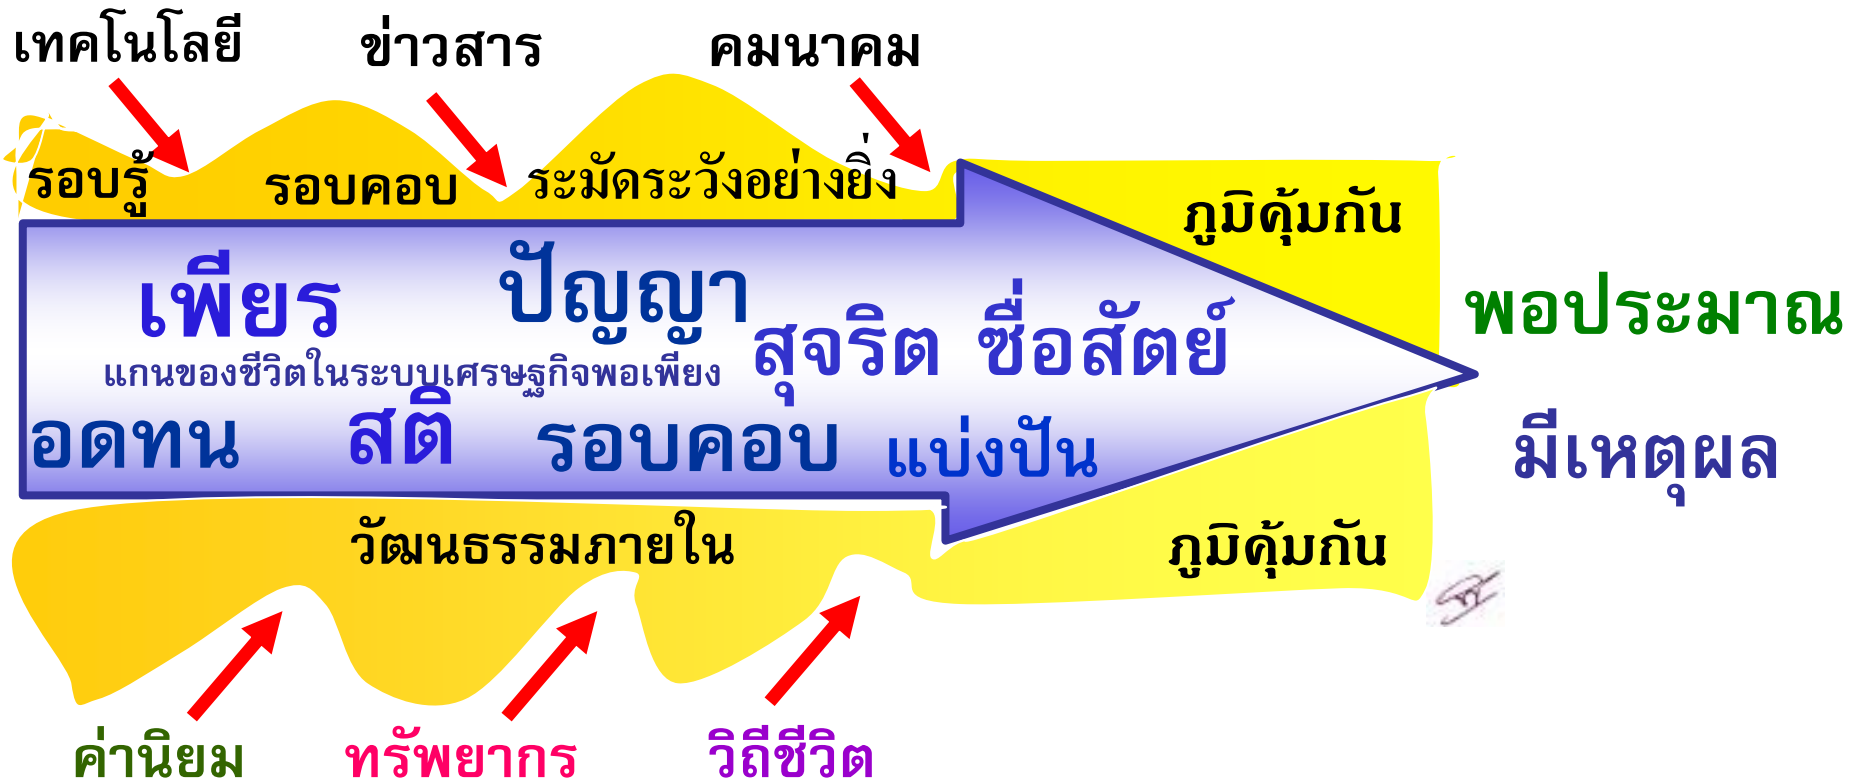 เทคโนโลยี ข่าวสาร คมนาคม
รอบรู้ รอบคอบ ระมัดระวังอย่างยิ่ง
ภูมิคุ้มกัน
เพียร ปัญญา
สุจริต ซื่อสัตย์
พอประมาณ
แกนของชีวิตในระบบเศรษฐกิจพอเพียง
อดทน สติ รอบคอบ แบ่งปัน
มีเหตุผล
วัฒนธรรมภายใน
ภูมิคุ้มกัน
ค่านิยม ทรัพยากร วิถีชีวิต